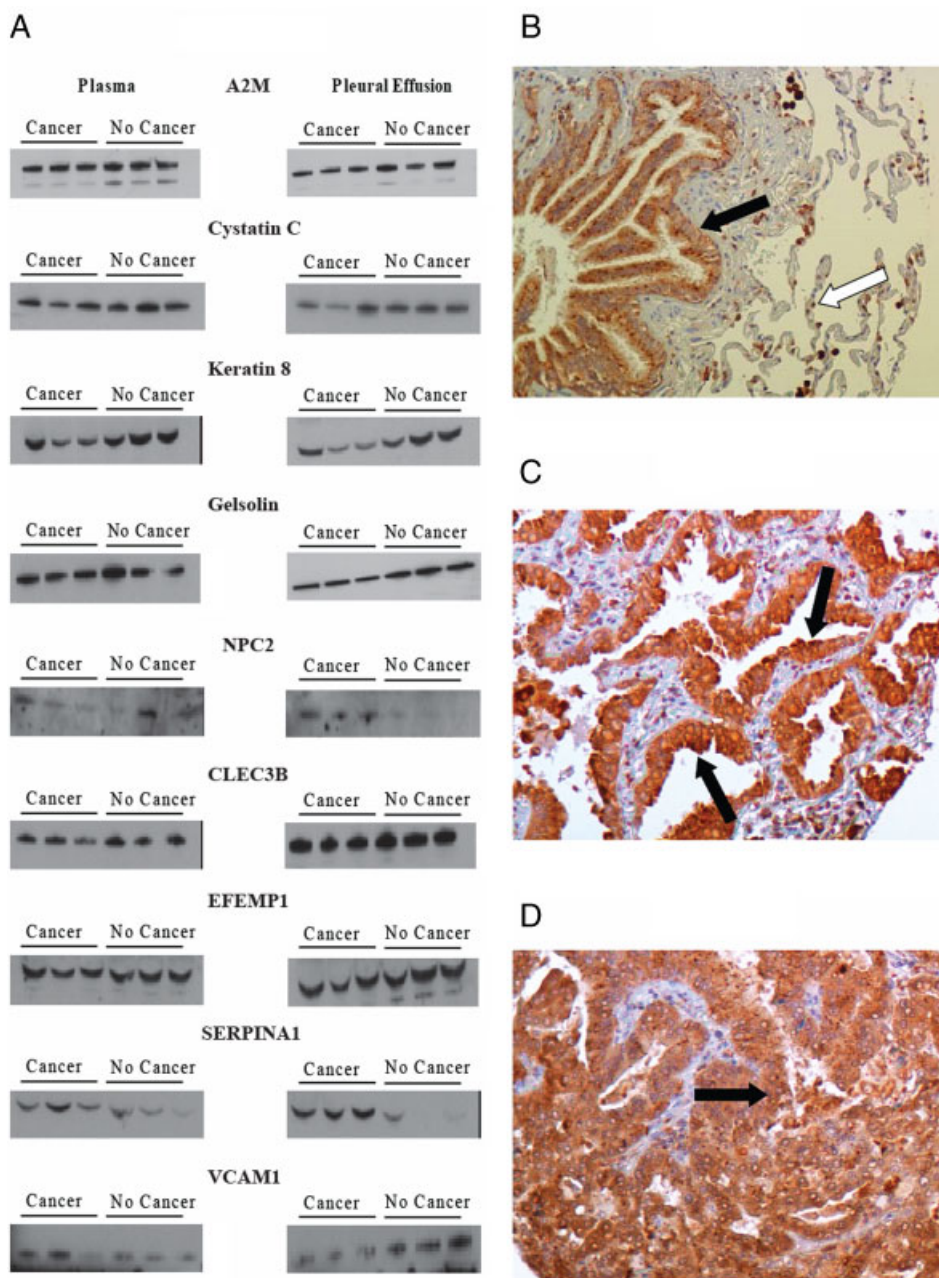 A
Plasma A2M Pleural Effusion
Cancer No Cancer Cancer No Cancer
Cystatin C
Cancer No Cancer Cancer No Cancer
Keratin 8
Cancer No Cancer Cancer No Cancer
Gelsolin
Cancer No Cancer Cancer No Cancer
NPC2
Cancer No Cancer Cancer No Cancer
CLEC3B
Cancer No Cancer Cancer No Cancer
EFEMP1
Cancer No Cancer Cancer No Cancer
SERPINA1
Cancer No Cancer Cancer No Cancer
VCAM1
Cancer No Cancer Cancer No Cancer
B
C
D